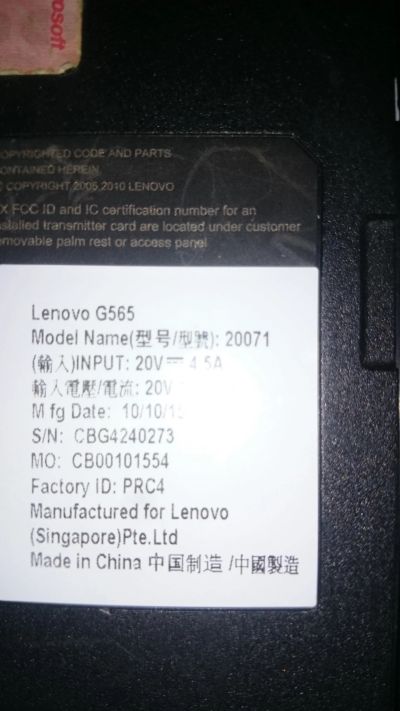 rosoft
COPYRIGHTED CODE AND PARTS
CONTAINED HEREIN.
© COPYRIGHT 2005,2010 LENOVO
FCC ID and IC certification number for an
installed transmitter card are located under customer
removable palm rest or access panel
Lenovo G565
Model Name(型号/型號): 20071
(輸入)INPUT: 20V⎓ 4.5A
輸入電壓/電流: 20V
Mfg Date: 10/10/15
S/N: CBG4240273
MO: CB00101554
Factory ID: PRC4
Manufactured for Lenovo
(Singapore)Pte.Ltd
Made in China 中国制造 /中國製造